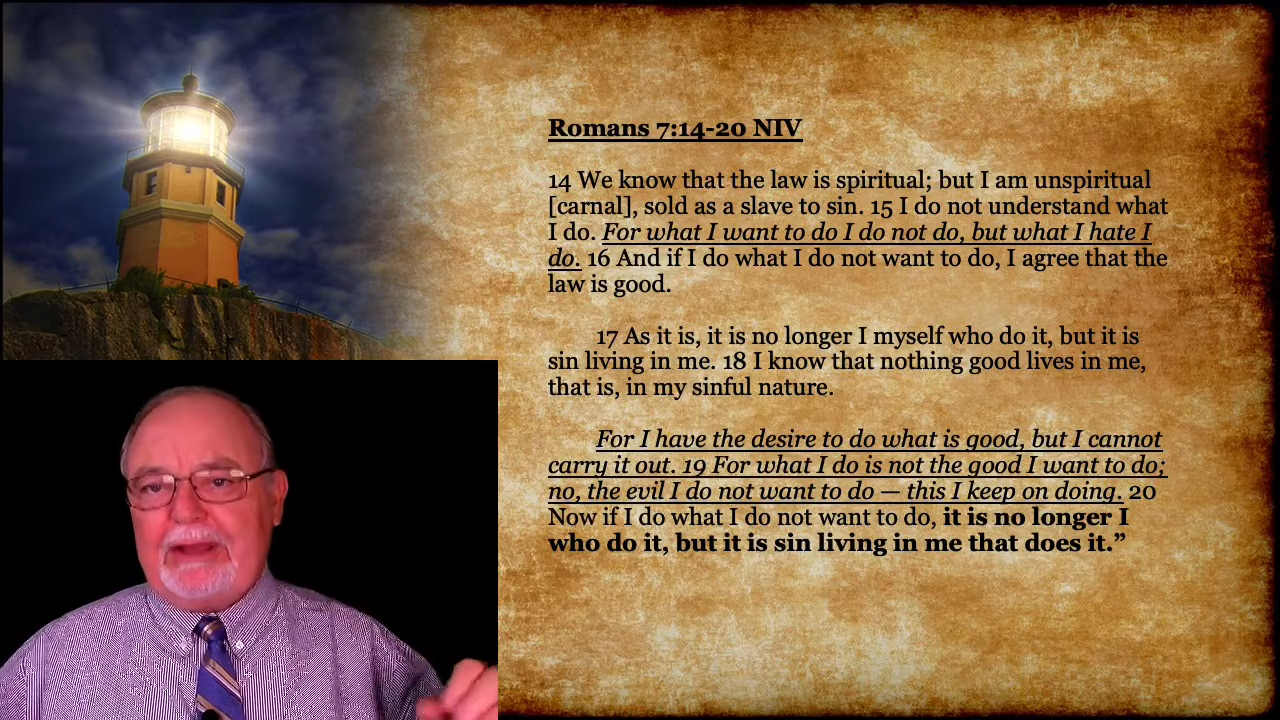 Romans 7:14-20 NIV
14 We know that the law is spiritual; but I am unspiritual
[carnal], sold as a slave to sin. 15 I do not understand what
I do. For what I want to do I do not do, but what I hate I
do. 16 And if I do what I do not want to do, I agree that the
law is good.
17 As it is, it is no longer I myself who do it, but it is
sin living in me. 18 I know that nothing good lives in me,
that is, in my sinful nature.
For I have the desire to do what is good, but I cannot
carry it out. 19 For what I do is not the good I want to do;
no, the evil I do not want to do — this I keep on doing. 20
Now if I do what I do not want to do, it is no longer I
who do it, but it is sin living in me that does it.”